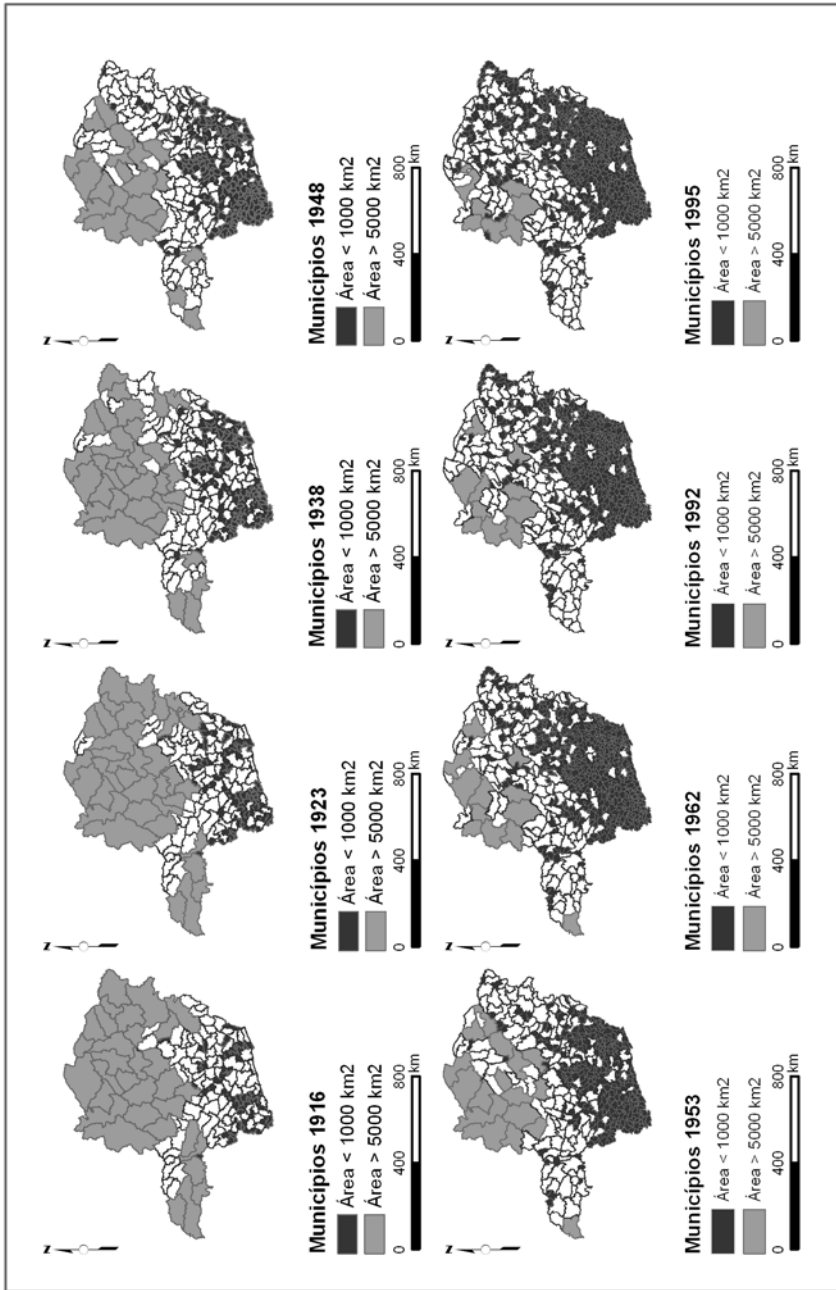 N
Municípios 1916
Área < 1000 km2
Área > 5000 km2
0 400 800 km
N
Municípios 1923
Área < 1000 km2
Área > 5000 km2
0 400 800 km
N
Municípios 1938
Área < 1000 km2
Área > 5000 km2
0 400 800 km
N
Municípios 1948
Área < 1000 km2
Área > 5000 km2
0 400 800 km
N
Municípios 1953
Área < 1000 km2
Área > 5000 km2
0 400 800 km
N
Municípios 1962
Área < 1000 km2
Área > 5000 km2
0 400 800 km
N
Municípios 1992
Área < 1000 km2
Área > 5000 km2
0 400 800 km
N
Municípios 1995
Área < 1000 km2
Área > 5000 km2
0 400 800 km